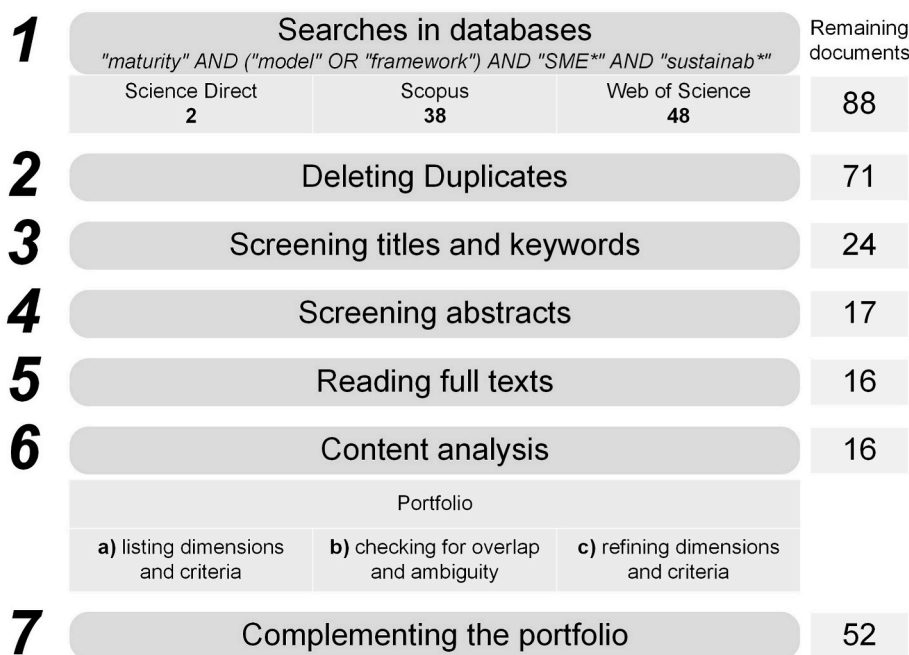 1
Searches in databases
"maturity" AND ("model" OR "framework") AND "SME*" AND "sustainab*"
Remaining
documents
Science Direct
2
Scopus
38
Web of Science
48
88
2
Deleting Duplicates
71
3
Screening titles and keywords
24
4
Screening abstracts
17
5
Reading full texts
16
6
Content analysis
16
Portfolio
a) listing dimensions
and criteria
b) checking for overlap
and ambiguity
c) refining dimensions
and criteria
7
Complementing the portfolio
52